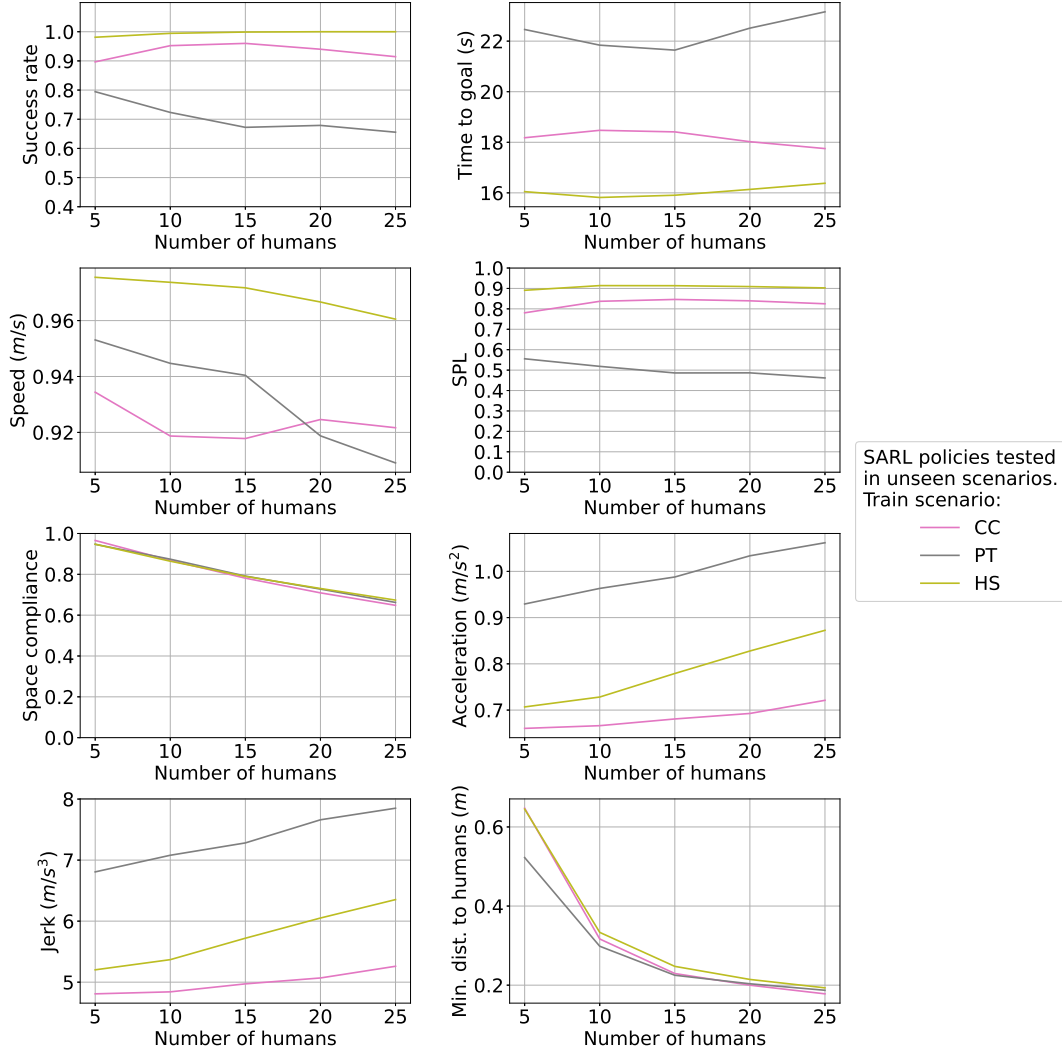 1.0
0.9
0.8
0.7
0.6
0.5
0.4
Success rate
5 10 15 20 25
Number of humans
22
20
18
16
Time to goal (s)
5 10 15 20 25
Number of humans
0.96
0.94
0.92
Speed (m/s)
5 10 15 20 25
Number of humans
1.0
0.9
0.8
0.7
0.6
0.5
0.4
0.3
0.2
0.1
0.0
SPL
5 10 15 20 25
Number of humans
SARL policies tested
in unseen scenarios.
Train scenario:
CC
PT
HS
1.0
0.8
0.6
0.4
0.2
0.0
Space compliance
5 10 15 20 25
Number of humans
1.0
0.9
0.8
0.7
Acceleration (m/s²)
5 10 15 20 25
Number of humans
8
7
6
5
Jerk (m/s³)
5 10 15 20 25
Number of humans
0.6
0.4
0.2
Min. dist. to humans (m)
5 10 15 20 25
Number of humans